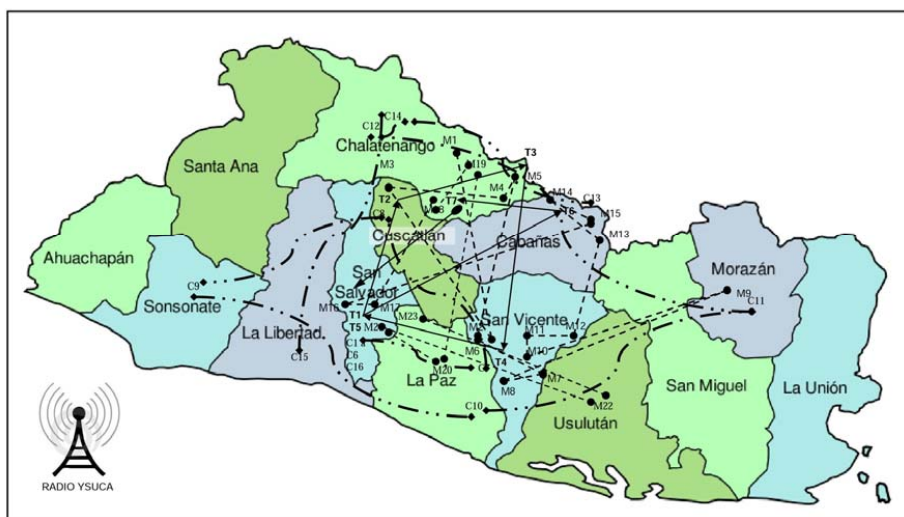 C14
C12
Chalatenango
M1
T3
M3
M19
M5
Santa Ana
T2
M4
M14
C13
T7
T6
M15
Cuscatlán
Cabañas
M13
Ahuachapán
San
Salvador
Morazán
C9
Sonsonate
M9
C11
M17
T1
San Vicente
La Libertad
T5
M2
M23
M11
M12
C1
M6
C15
C6
M10
T4
C16
La Paz
M20
M7
San Miguel
La Unión
M8
C10
M22
Usulután
RADIO YSUCA